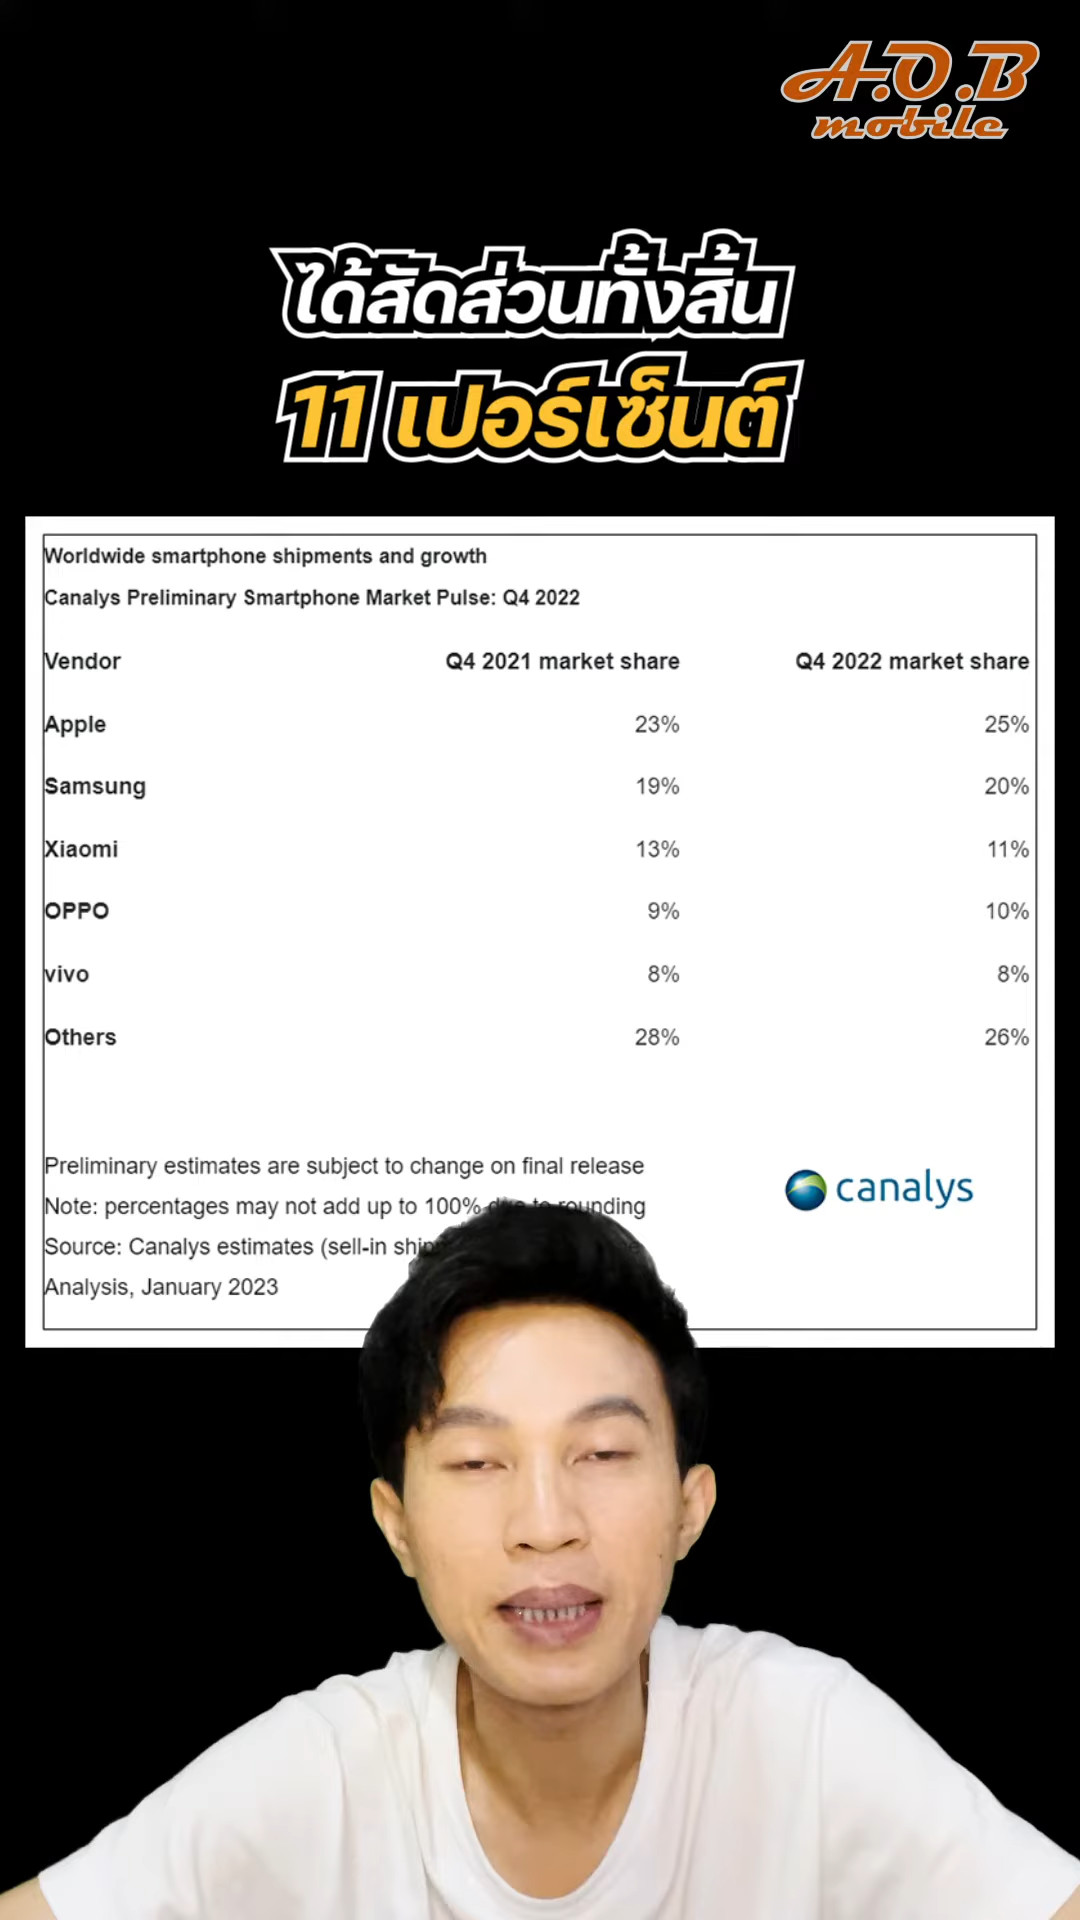 A.O.B
mobile
ได้สัดส่วนทั้งสิ้น
11 เปอร์เซ็นต์
Worldwide smartphone shipments and growth
Canalys Preliminary Smartphone Market Pulse: Q4 2022
Vendor Q4 2021 market share Q4 2022 market share
Apple 23% 25%
Samsung 19% 20%
Xiaomi 13% 11%
OPPO 9% 10%
vivo 8% 8%
Others 28% 26%
Preliminary estimates are subject to change on final release
canalys
Note: percentages may not add up to 100% due to rounding
Source: Canalys estimates (sell-in
Analysis, January 2023